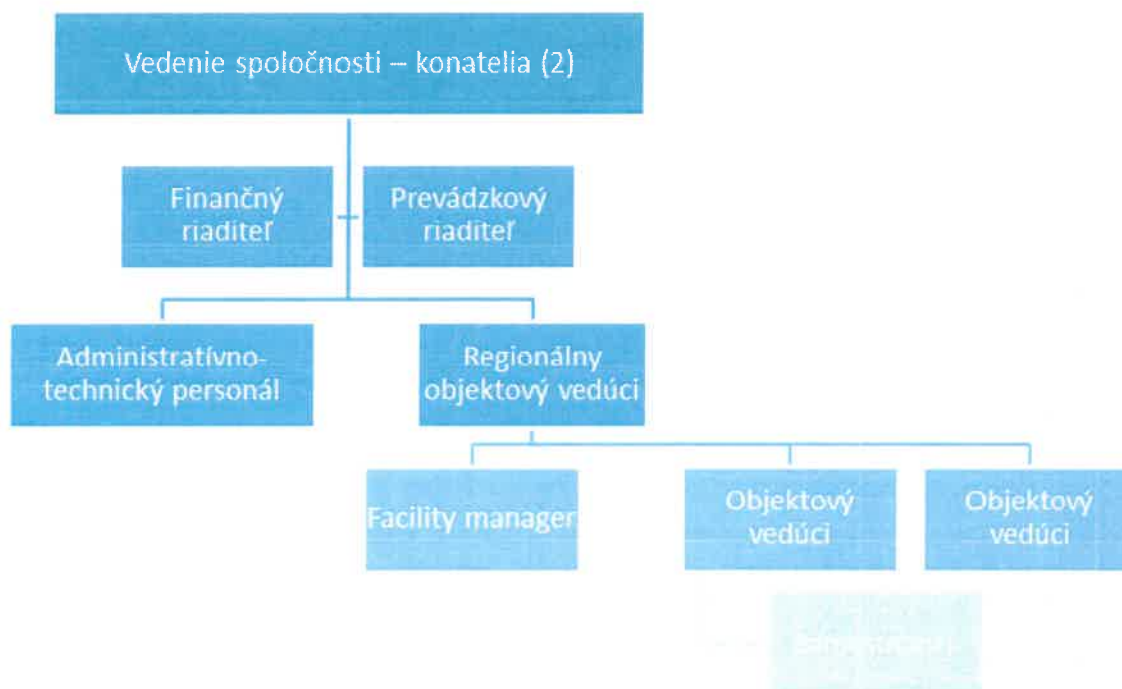 Vedenie spoločnosti – konatelia (2)
Finančný
riaditeľ
Prevádzkový
riaditeľ
Administratívno-
technický personál
Regionálny
objektový vedúci
Facility manager
Objektový
vedúci
Objektový
vedúci